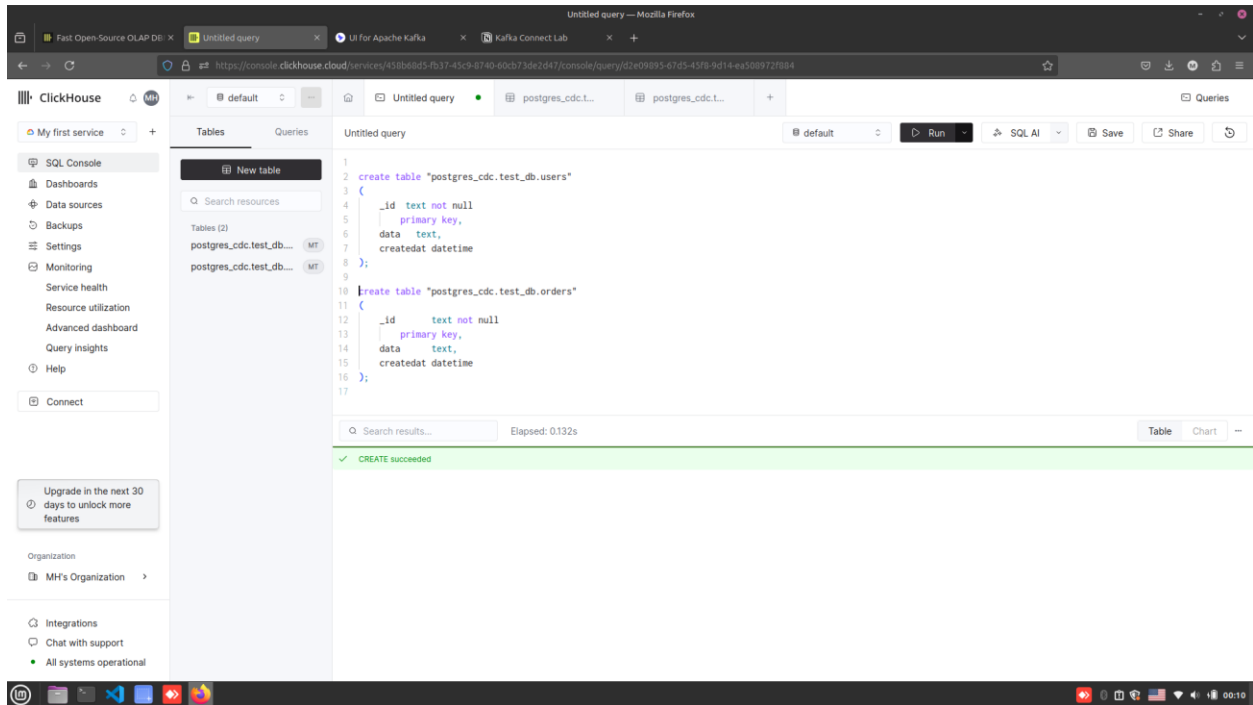 Untitled query — Mozilla Firefox
Fast Open-Source OLAP DB
Untitled query
UI for Apache Kafka
Kafka Connect Lab
https://console.clickhouse.cloud/services/458b68d5-fb37-45c9-8740-60cb73de2d47/console/query/d2e09895-67d5-45f8-9d14-ea508972f884
ClickHouse
MH
default
Untitled query
postgres_cdc.t...
postgres_cdc.t...
Queries
My first service
Tables
Queries
Untitled query
default
Run
SQL AI
Save
Share
SQL Console
Dashboards
Data sources
Backups
Settings
Monitoring
Service health
Resource utilization
Advanced dashboard
Query insights
Help
Connect
New table
Search resources
Tables (2)
postgres_cdc.test_db.... MT
postgres_cdc.test_db.... MT
1
2 create table "postgres_cdc.test_db.users"
3 (
4 _id text not null
5 primary key,
6 data text,
7 createdat datetime
8 );
9
10 create table "postgres_cdc.test_db.orders"
11 (
12 _id text not null
13 primary key,
14 data text,
15 createdat datetime
16 );
17
Search results...
Elapsed: 0.132s
Table
Chart
CREATE succeeded
Upgrade in the next 30
days to unlock more
features
Organization
MH's Organization
Integrations
Chat with support
All systems operational
00:10